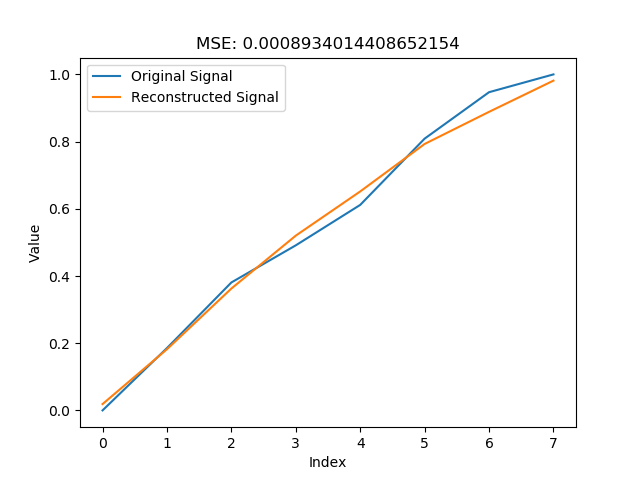 MSE: 0.0008934014408652154
Original Signal
Reconstructed Signal
1.0
0.8
0.6
0.4
0.2
0.0
Value
0 1 2 3 4 5 6 7
Index